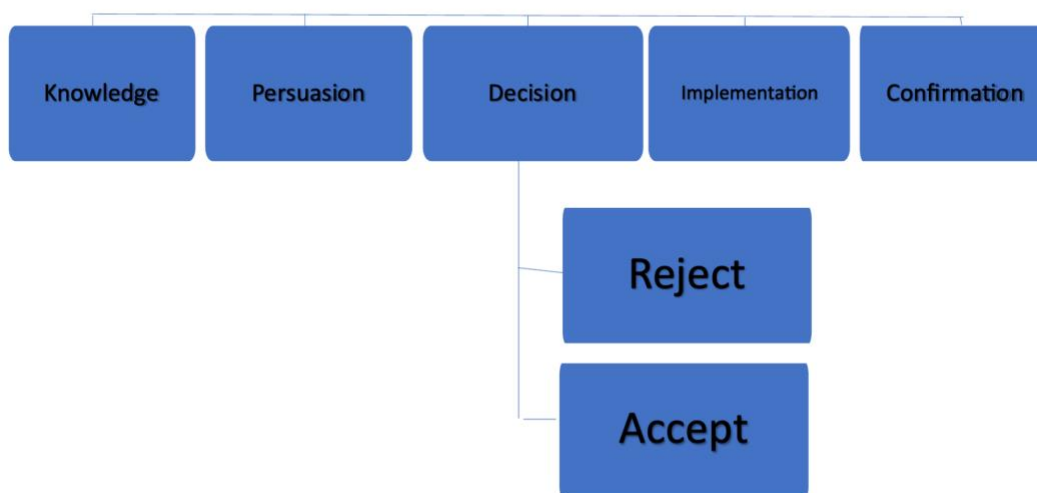 Knowledge
Persuasion
Decision
Implementation
Confirmation
Reject
Accept